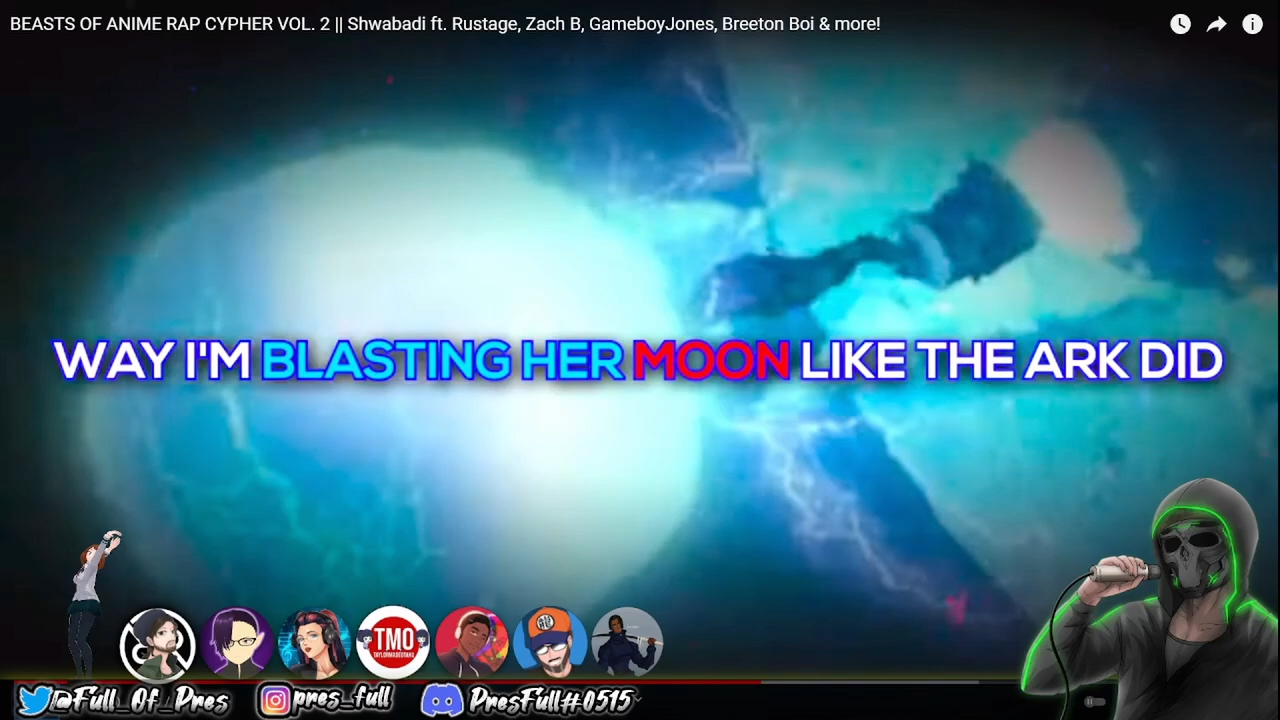 BEASTS OF ANIME RAP CYPHER VOL. 2 || Shwabadi ft. Rustage, Zach B, GameboyJones, Breeton Boi & more!
WAY I'M BLASTING HER MOON LIKE THE ARK DID
TMO
TAYLORMADEOTAKU
@Full_Of_Pres pres_full PresFull#0515